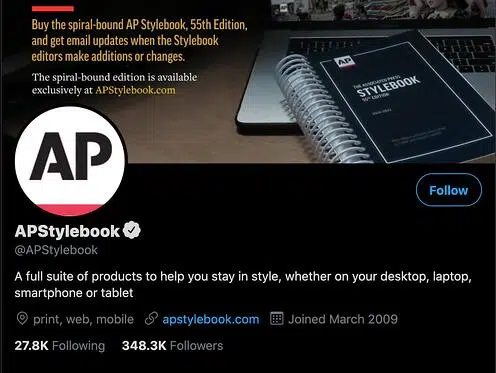 Buy the spiral-bound AP Stylebook, 55th Edition,
and get email updates when the Stylebook
editors make additions or changes.
The spiral-bound edition is available
exclusively at APStylebook.com
AP
THE ASSOCIATED PRESS
STYLEBOOK
55TH EDITION
AP
Follow
APStylebook
@APStylebook
A full suite of products to help you stay in style, whether on your desktop, laptop,
smartphone or tablet
print, web, mobile apstylebook.com Joined March 2009
27.8K Following 348.3K Followers